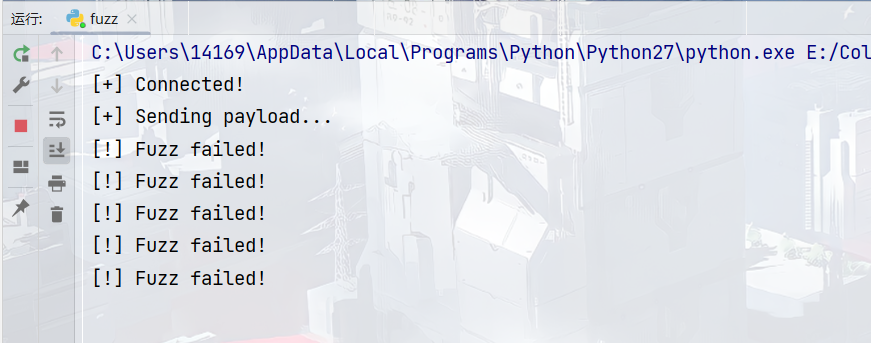 运行: fuzz
C:\Users\14169\AppData\Local\Programs\Python\Python27\python.exe E:/Col
[+] Connected!
[+] Sending payload...
[!] Fuzz failed!
[!] Fuzz failed!
[!] Fuzz failed!
[!] Fuzz failed!
[!] Fuzz failed!